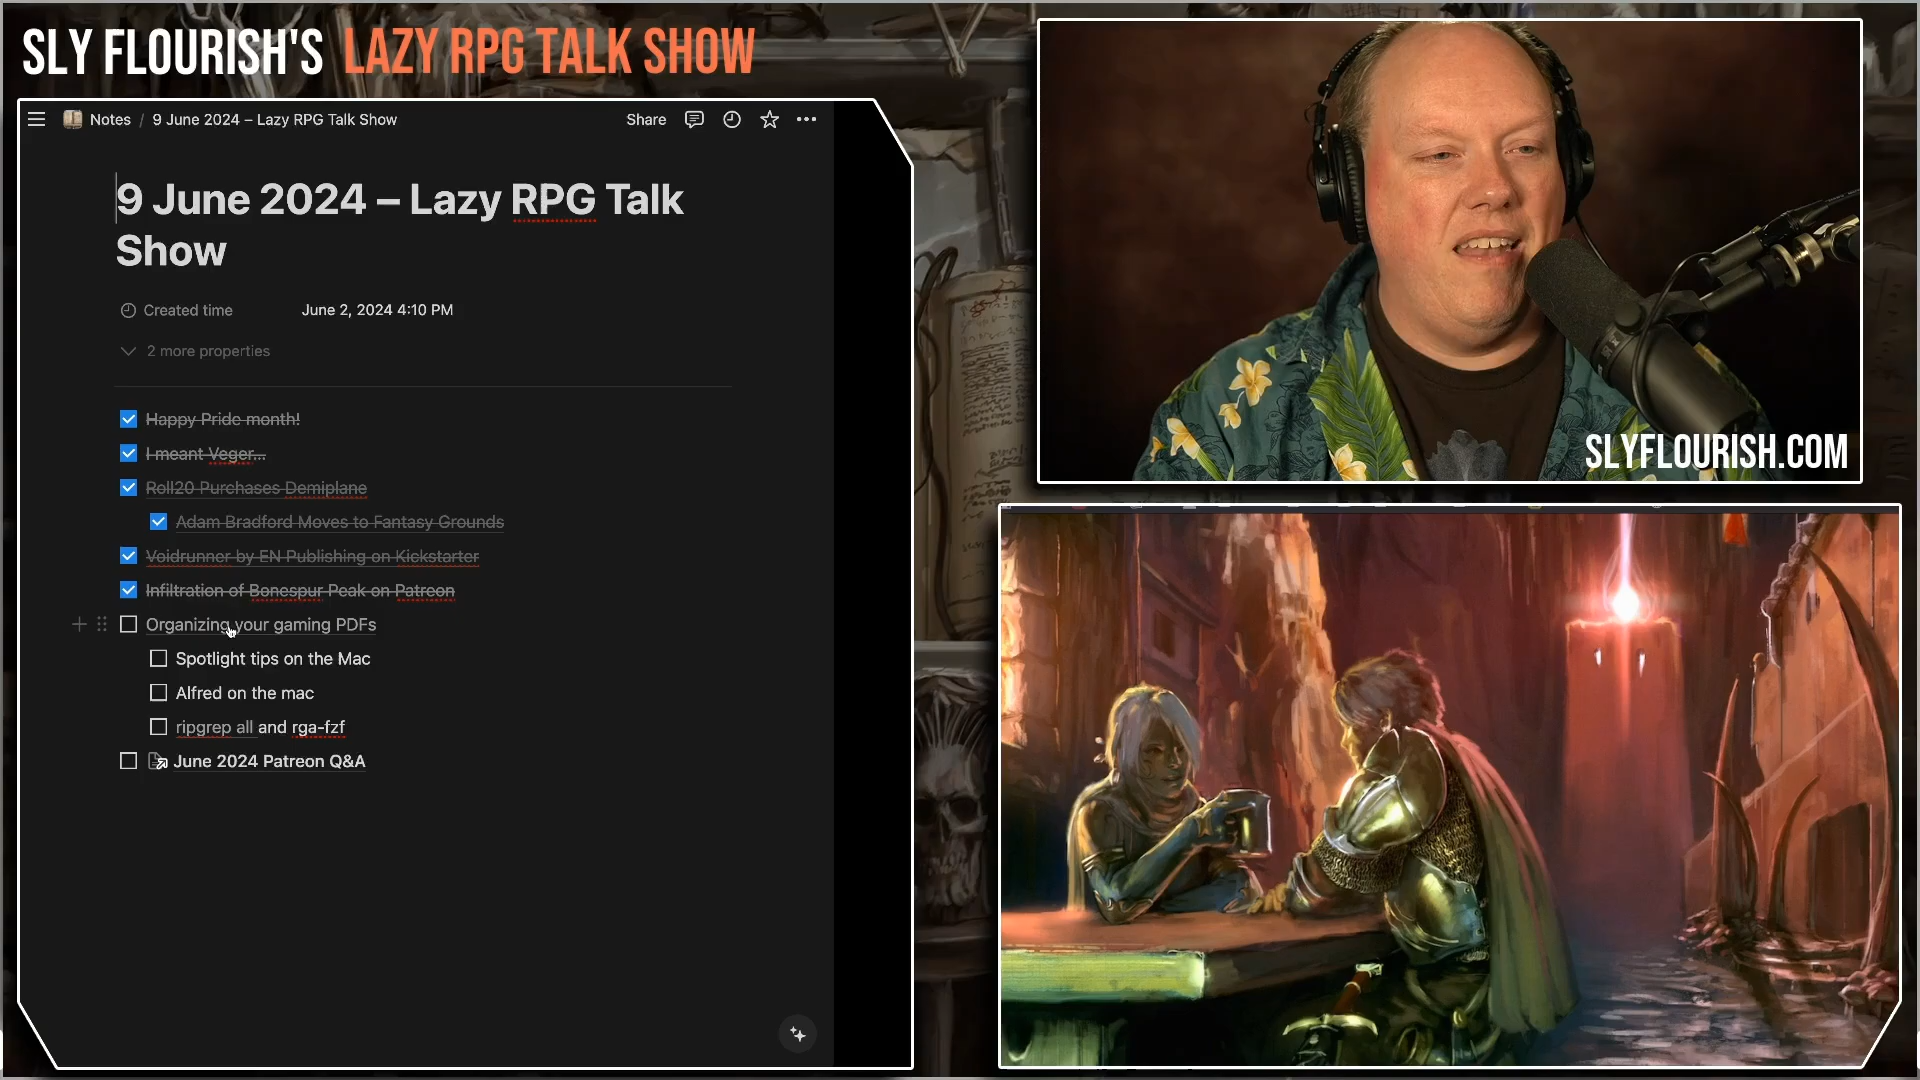 SLY FLOURISH'S LAZY RPG TALK SHOW
Notes / 9 June 2024 – Lazy RPG Talk Show
Share
9 June 2024 – Lazy RPG Talk
Show
Created time June 2, 2024 4:10 PM
2 more properties
Happy Pride month!
I meant Veger...
Roll20 Purchases Demiplane
Adam Bradford Moves to Fantasy Grounds
Voidrunner by EN Publishing on Kickstarter
Infiltration of Bonespur Peak on Patreon
Organizing your gaming PDFs
Spotlight tips on the Mac
Alfred on the mac
ripgrep all and rga-fzf
June 2024 Patreon Q&A
SLYFLOURISH.COM